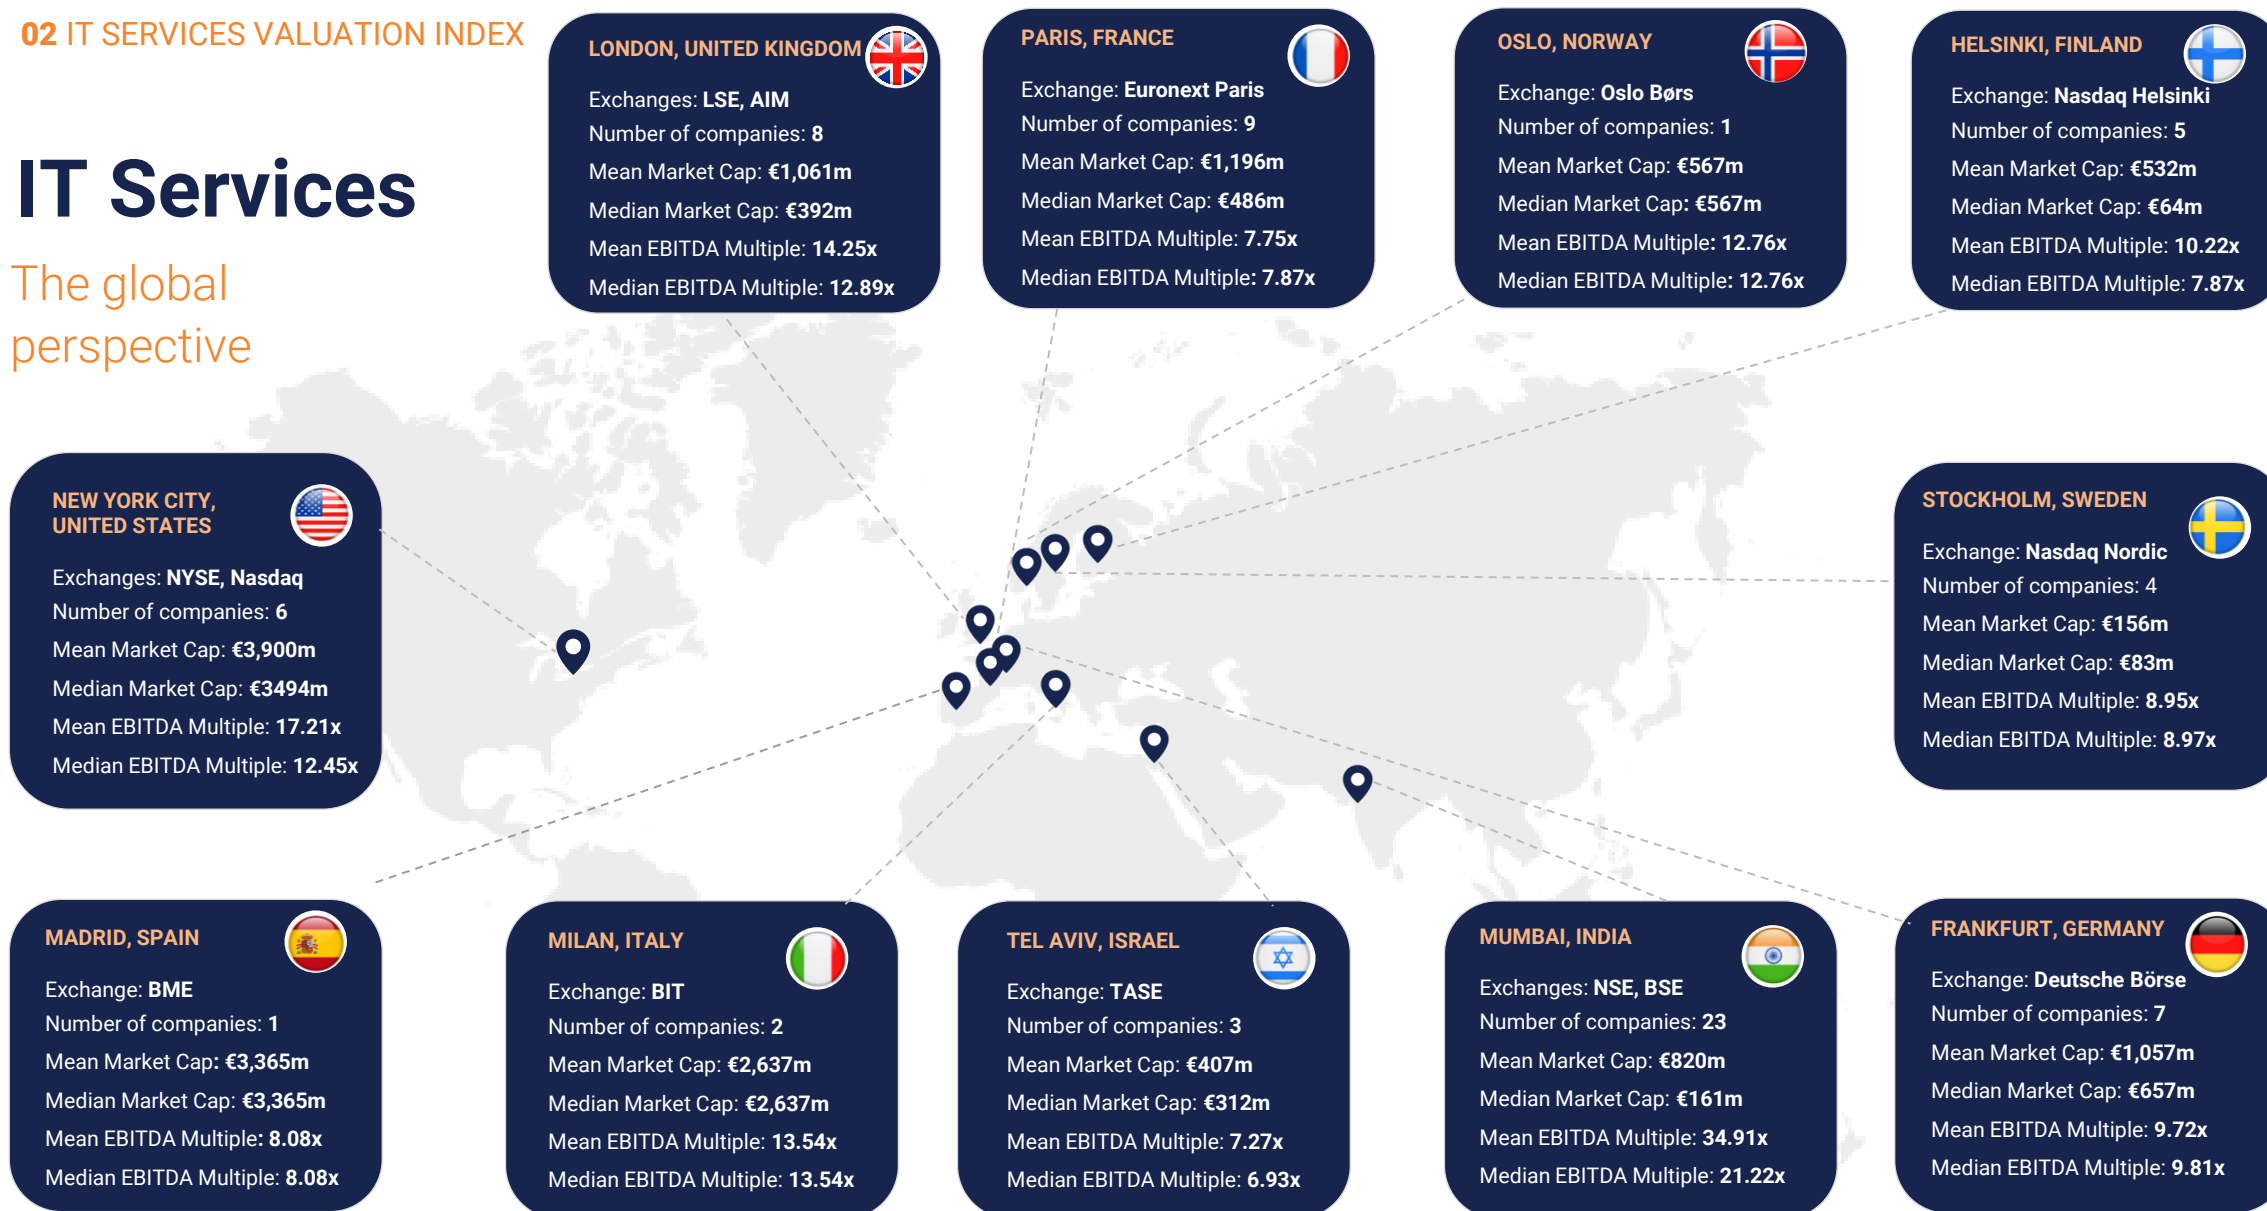 02 IT SERVICES VALUATION INDEX
IT Services
The global
perspective
LONDON, UNITED KINGDOM
Exchanges: LSE, AIM
Number of companies: 8
Mean Market Cap: €1,061m
Median Market Cap: €392m
Mean EBITDA Multiple: 14.25x
Median EBITDA Multiple: 12.89x
PARIS, FRANCE
Exchange: Euronext Paris
Number of companies: 9
Mean Market Cap: €1,196m
Median Market Cap: €486m
Mean EBITDA Multiple: 7.75x
Median EBITDA Multiple: 7.87x
OSLO, NORWAY
Exchange: Oslo Børs
Number of companies: 1
Mean Market Cap: €567m
Median Market Cap: €567m
Mean EBITDA Multiple: 12.76x
Median EBITDA Multiple: 12.76x
HELSINKI, FINLAND
Exchange: Nasdaq Helsinki
Number of companies: 5
Mean Market Cap: €532m
Median Market Cap: €64m
Mean EBITDA Multiple: 10.22x
Median EBITDA Multiple: 7.87x
NEW YORK CITY,
UNITED STATES
Exchanges: NYSE, Nasdaq
Number of companies: 6
Mean Market Cap: €3,900m
Median Market Cap: €3494m
Mean EBITDA Multiple: 17.21x
Median EBITDA Multiple: 12.45x
STOCKHOLM, SWEDEN
Exchange: Nasdaq Nordic
Number of companies: 4
Mean Market Cap: €156m
Median Market Cap: €83m
Mean EBITDA Multiple: 8.95x
Median EBITDA Multiple: 8.97x
MADRID, SPAIN
Exchange: BME
Number of companies: 1
Mean Market Cap: €3,365m
Median Market Cap: €3,365m
Mean EBITDA Multiple: 8.08x
Median EBITDA Multiple: 8.08x
MILAN, ITALY
Exchange: BIT
Number of companies: 2
Mean Market Cap: €2,637m
Median Market Cap: €2,637m
Mean EBITDA Multiple: 13.54x
Median EBITDA Multiple: 13.54x
TEL AVIV, ISRAEL
Exchange: TASE
Number of companies: 3
Mean Market Cap: €407m
Median Market Cap: €312m
Mean EBITDA Multiple: 7.27x
Median EBITDA Multiple: 6.93x
MUMBAI, INDIA
Exchanges: NSE, BSE
Number of companies: 23
Mean Market Cap: €820m
Median Market Cap: €161m
Mean EBITDA Multiple: 34.91x
Median EBITDA Multiple: 21.22x
FRANKFURT, GERMANY
Exchange: Deutsche Börse
Number of companies: 7
Mean Market Cap: €1,057m
Median Market Cap: €657m
Mean EBITDA Multiple: 9.72x
Median EBITDA Multiple: 9.81x